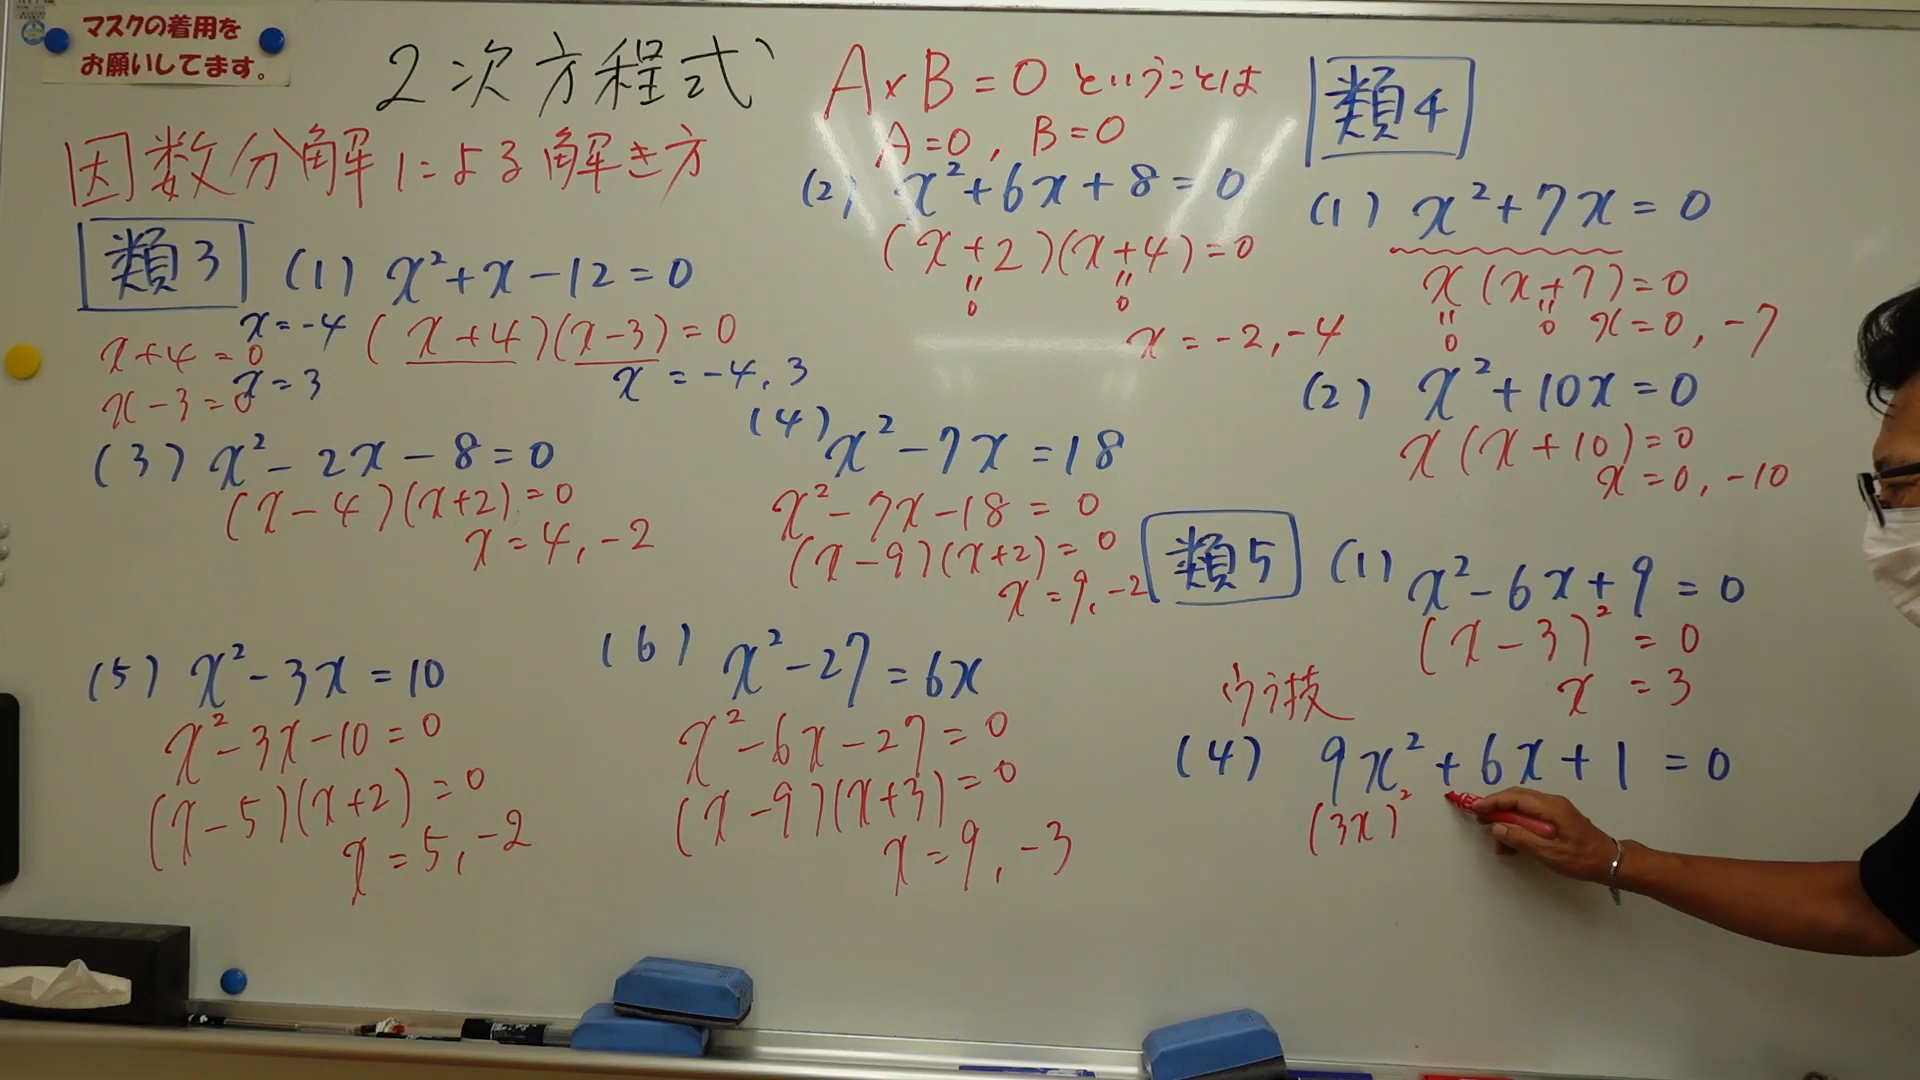 マスクの着用を
お願いしてます。
2次方程式
因数分解による解き方
A×B=0 ということは
A=0, B=0
類3
(1) x²+x-12=0
(x+4)(x-3)=0
x+4=0 x=-4
x-3=0 x=3
x=-4,3
(2) x²+6x+8=0
(x+2)(x+4)=0
" "
0 0
x=-2,-4
(3) x²-2x-8=0
(x-4)(x+2)=0
x=4,-2
(4) x²-7x=18
x²-7x-18=0
(x-9)(x+2)=0
x=9,-2
(5) x²-3x=10
x²-3x-10=0
(x-5)(x+2)=0
x=5,-2
(6) x²-27=6x
x²-6x-27=0
(x-9)(x+3)=0
x=9,-3
類4
(1) x²+7x=0
x(x+7)=0
" "
0 0
x=0,-7
(2) x²+10x=0
x(x+10)=0
x=0,-10
類5
(1) x²-6x+9=0
(x-3)²=0
x=3
ウラ技
(4) 9x²+6x+1=0
(3x)²